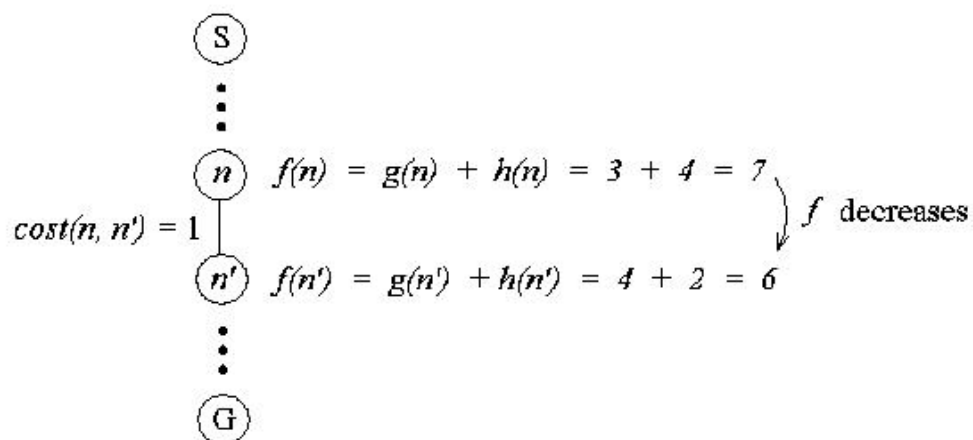 S
n f(n) = g(n) + h(n) = 3 + 4 = 7
f decreases
cost(n, n') = 1
n' f(n') = g(n') + h(n') = 4 + 2 = 6
G